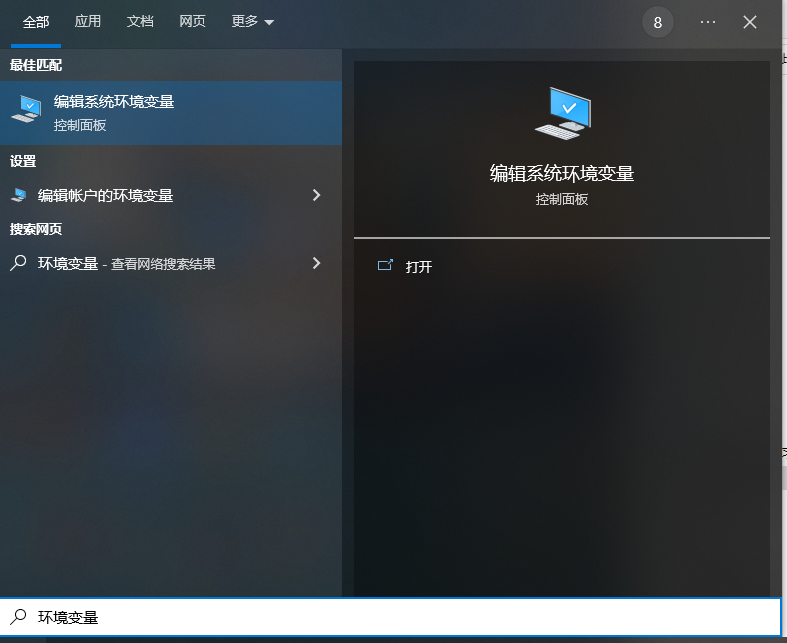 全部 应用 文档 网页 更多 8 ···
最佳匹配
编辑系统环境变量
控制面板
设置
编辑帐户的环境变量
搜索网页
环境变量 - 查看网络搜索结果
编辑系统环境变量
控制面板
打开
环境变量